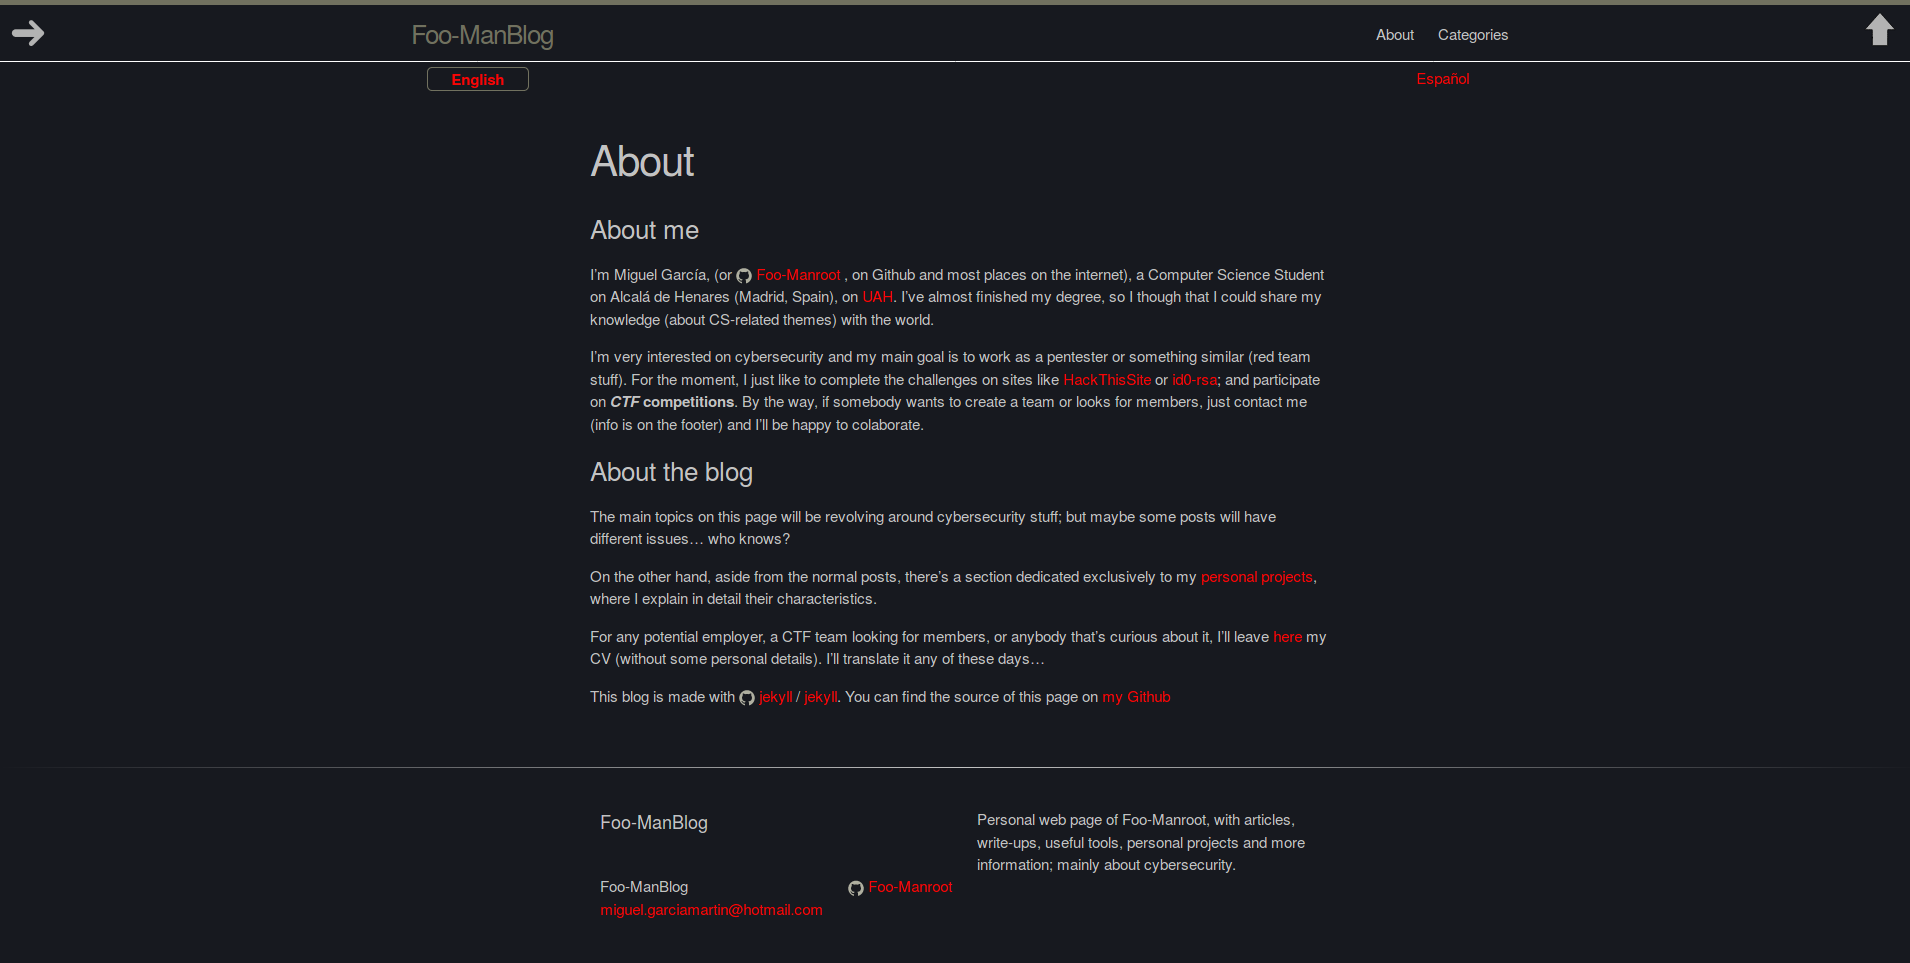 Foo-ManBlog
About
Categories
English
Español
About
About me
I’m Miguel García, (or Foo-Manroot , on Github and most places on the internet), a Computer Science Student
on Alcalá de Henares (Madrid, Spain), on UAH. I’ve almost finished my degree, so I though that I could share my
knowledge (about CS-related themes) with the world.
I’m very interested on cybersecurity and my main goal is to work as a pentester or something similar (red team
stuff). For the moment, I just like to complete the challenges on sites like HackThisSite or id0-rsa; and participate
on CTF competitions. By the way, if somebody wants to create a team or looks for members, just contact me
(info is on the footer) and I’ll be happy to colaborate.
About the blog
The main topics on this page will be revolving around cybersecurity stuff; but maybe some posts will have
different issues… who knows?
On the other hand, aside from the normal posts, there’s a section dedicated exclusively to my personal projects,
where I explain in detail their characteristics.
For any potential employer, a CTF team looking for members, or anybody that’s curious about it, I’ll leave here my
CV (without some personal details). I’ll translate it any of these days…
This blog is made with jekyll / jekyll. You can find the source of this page on my Github
Foo-ManBlog
Foo-ManBlog
miguel.garciamartin@hotmail.com
Foo-Manroot
Personal web page of Foo-Manroot, with articles,
write-ups, useful tools, personal projects and more
information; mainly about cybersecurity.